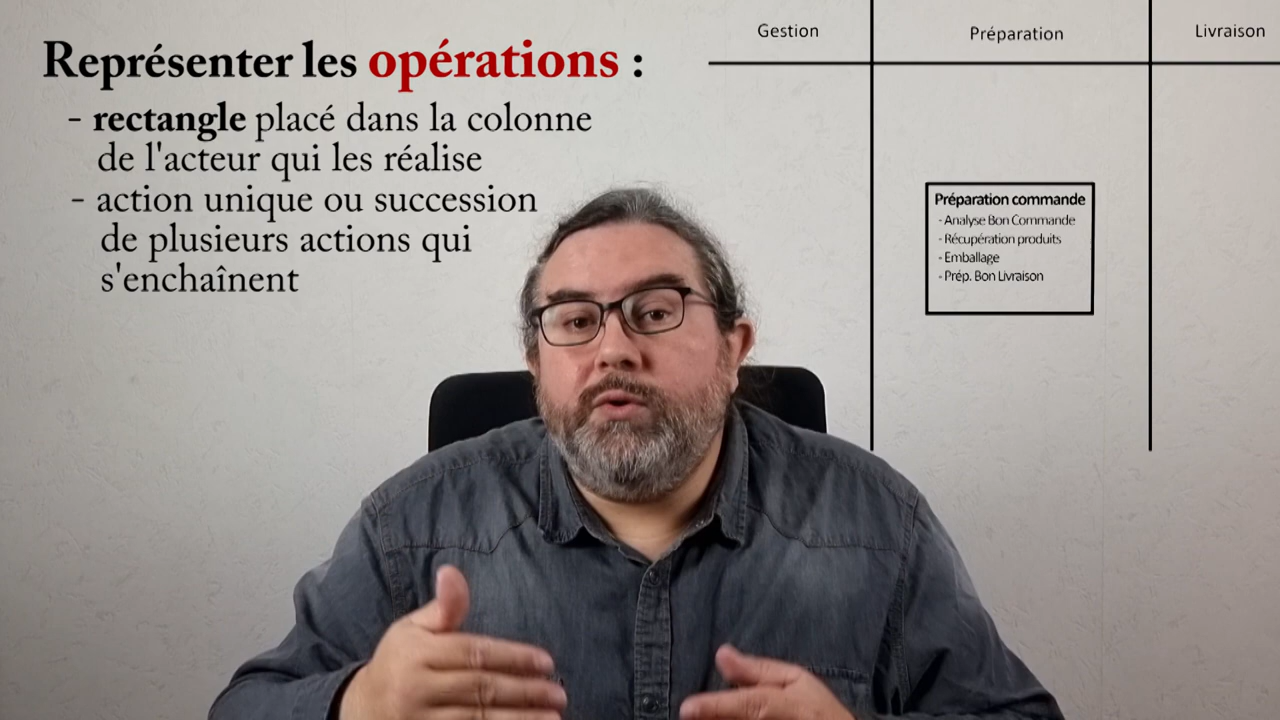 Représenter les opérations :
- rectangle placé dans la colonne
de l'acteur qui les réalise
- action unique ou succession
de plusieurs actions qui
s'enchaînent
Gestion
Préparation
Livraison
Préparation commande
- Analyse Bon Commande
- Récupération produits
- Emballage
- Prép. Bon Livraison